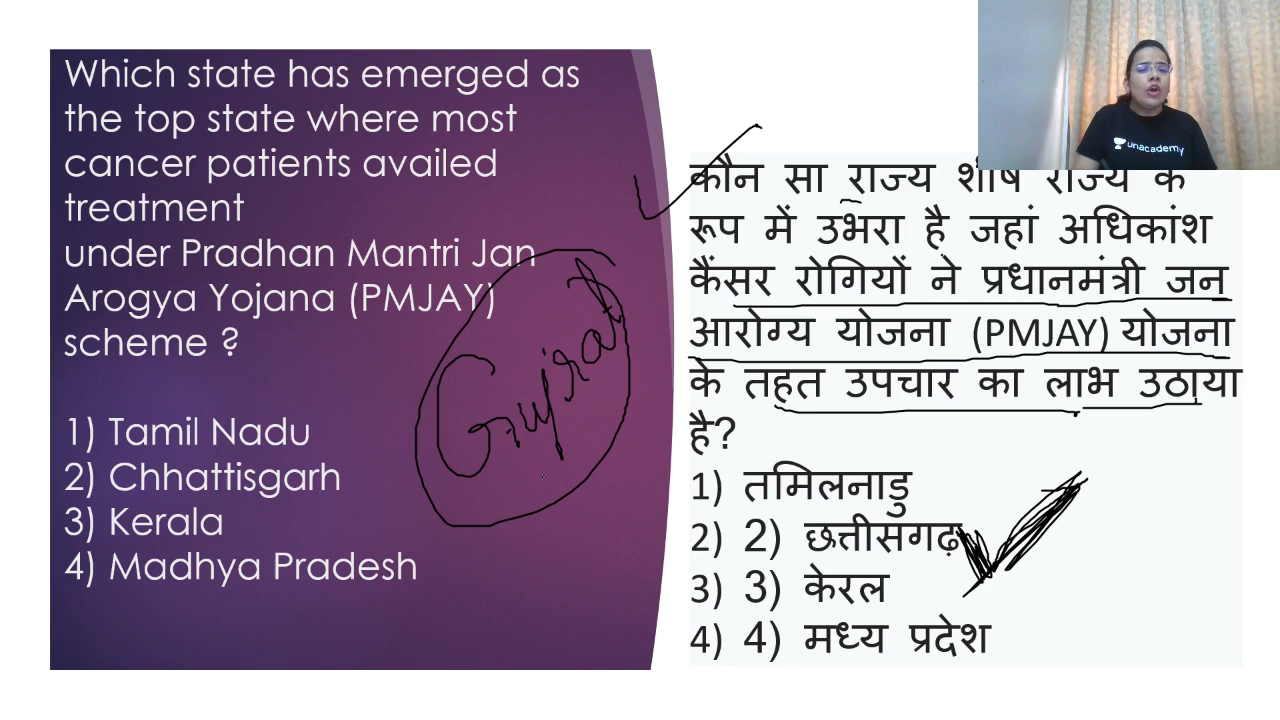 Which state has emerged as
the top state where most
cancer patients availed
treatment
under Pradhan Mantri Jan
Arogya Yojana (PMJAY)
scheme ?
1) Tamil Nadu
2) Chhattisgarh
3) Kerala
4) Madhya Pradesh
Gujrat
unacademy
कौन सा राज्य शीर्ष राज्य के
रूप में उभरा है जहां अधिकांश
कैंसर रोगियों ने प्रधानमंत्री जन
आरोग्य योजना (PMJAY) योजना
के तहत उपचार का लाभ उठाया
है?
1) तमिलनाडु
2) 2) छत्तीसगढ़
3) 3) केरल
4) 4) मध्य प्रदेश